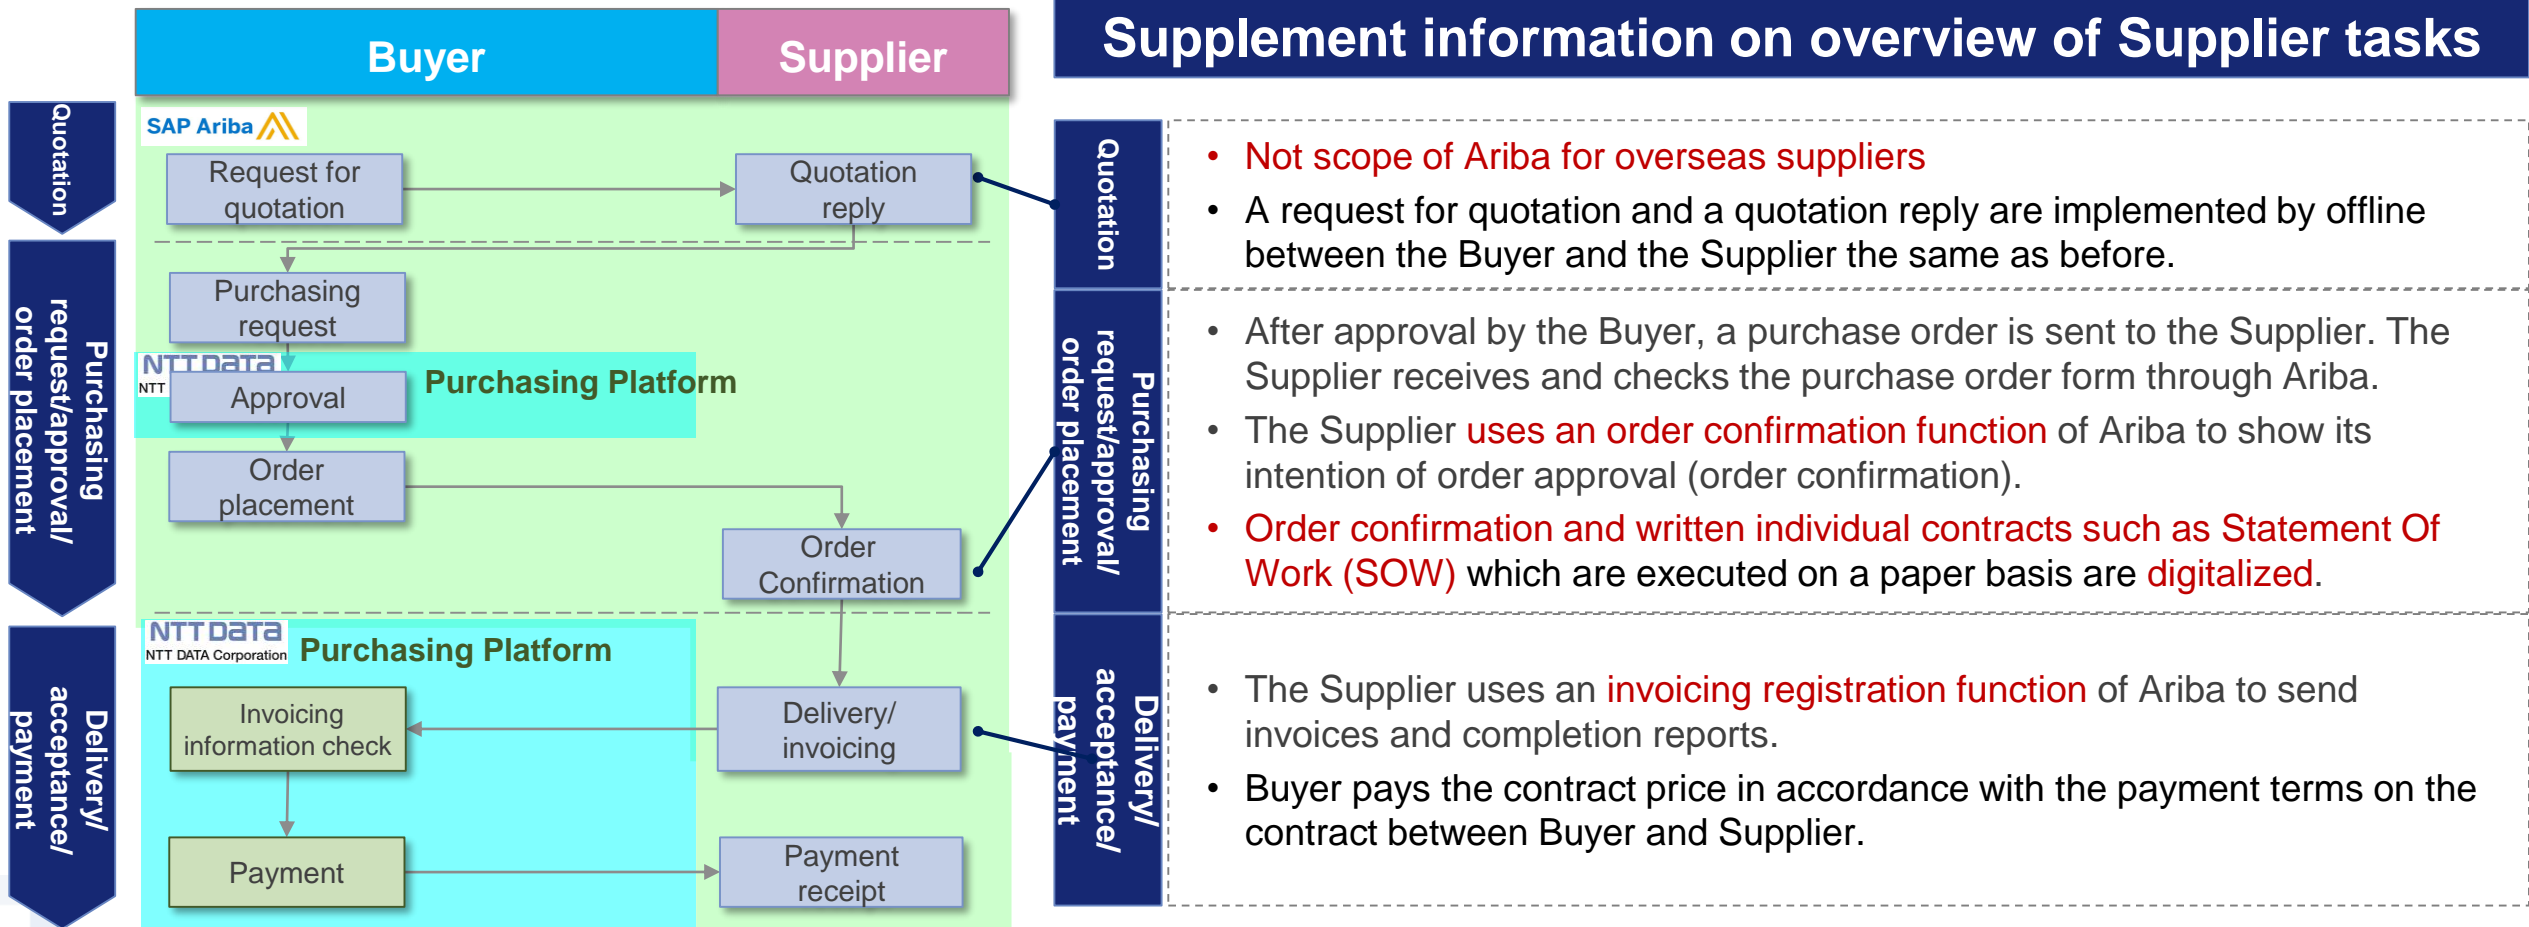 Buyer
Supplier
Supplement information on overview of Supplier tasks
Quotation
SAP Ariba
Request for
quotation
Quotation
reply
Purchasing
request/approval/
order placement
Purchasing
request
NTT DATA
NTT
Purchasing Platform
Approval
Order
placement
Order
Confirmation
Delivery/
acceptance/
payment
NTT DATA
NTT DATA Corporation
Purchasing Platform
Invoicing
information check
Delivery/
invoicing
Payment
Payment
receipt
Quotation
• Not scope of Ariba for overseas suppliers
• A request for quotation and a quotation reply are implemented by offline
between the Buyer and the Supplier the same as before.
Purchasing
request/approval/
order placement
• After approval by the Buyer, a purchase order is sent to the Supplier. The
Supplier receives and checks the purchase order form through Ariba.
• The Supplier uses an order confirmation function of Ariba to show its
intention of order approval (order confirmation).
• Order confirmation and written individual contracts such as Statement Of
Work (SOW) which are executed on a paper basis are digitalized.
Delivery/
acceptance/
payment
• The Supplier uses an invoicing registration function of Ariba to send
invoices and completion reports.
• Buyer pays the contract price in accordance with the payment terms on the
contract between Buyer and Supplier.